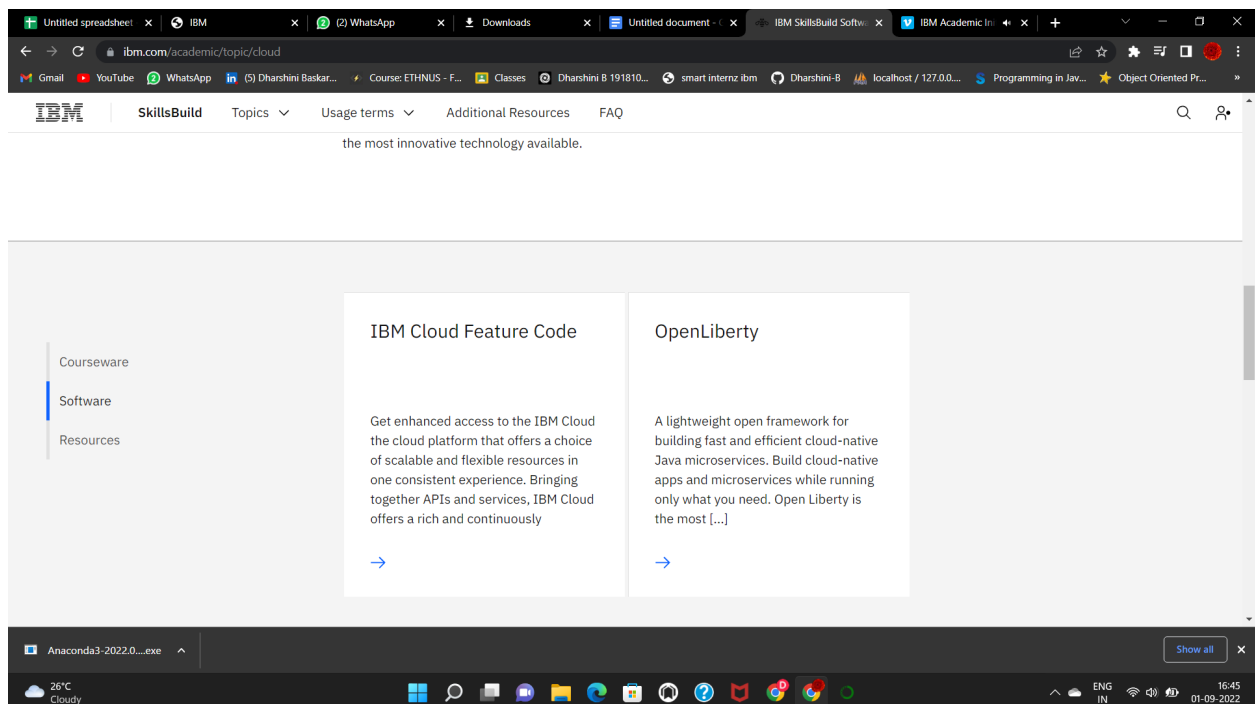 Untitled spreadsheet
IBM
(2) WhatsApp
Downloads
Untitled document - G
IBM SkillsBuild Softw
IBM Academic Ini
ibm.com/academic/topic/cloud
Gmail
YouTube
WhatsApp
(5) Dharshini Baskar...
Course: ETHNUS - F...
Classes
Dharshini B 191810...
smart internz ibm
Dharshini-B
localhost / 127.0.0....
Programming in Jav...
Object Oriented Pr...
»
IBM
SkillsBuild
Topics
Usage terms
Additional Resources
FAQ
the most innovative technology available.
Courseware
Software
Resources
IBM Cloud Feature Code
Get enhanced access to the IBM Cloud
the cloud platform that offers a choice
of scalable and flexible resources in
one consistent experience. Bringing
together APIs and services, IBM Cloud
offers a rich and continuously
OpenLiberty
A lightweight open framework for
building fast and efficient cloud-native
Java microservices. Build cloud-native
apps and microservices while running
only what you need. Open Liberty is
the most [...]
Anaconda3-2022.0....exe
Show all
26°C
Cloudy
ENG
IN
16:45
01-09-2022